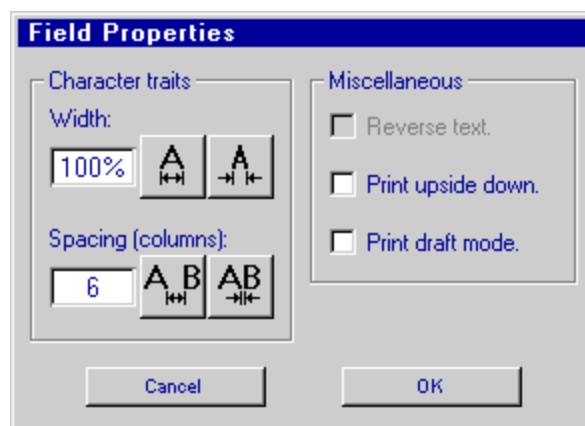 Field Properties
Character traits
Width:
100% A A
Spacing (columns):
6 A B AB
Miscellaneous
Reverse text.
Print upside down.
Print draft mode.
Cancel OK